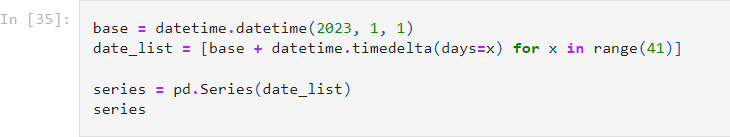 In [35]:
base = datetime.datetime(2023, 1, 1)
date_list = [base + datetime.timedelta(days=x) for x in range(41)]
series = pd.Series(date_list)
series